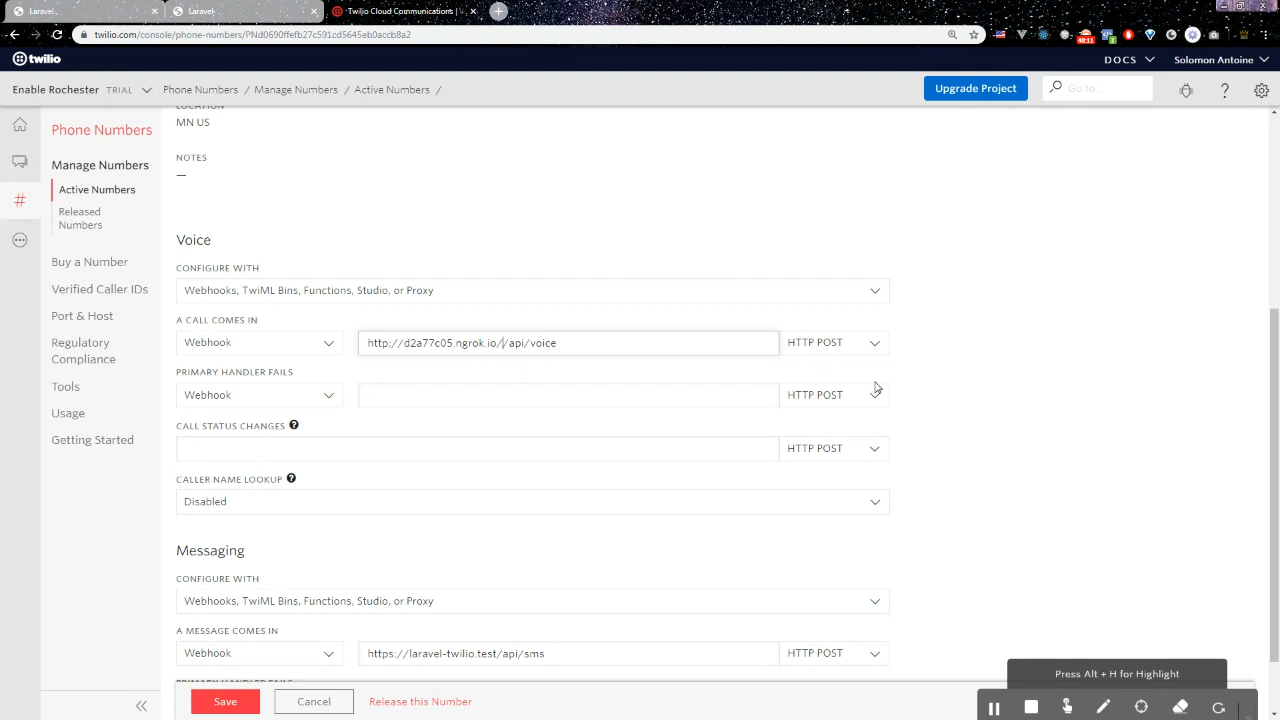 Laravel
Laravel
Twilio Cloud Communications |
twilio.com/console/phone-numbers/PNd0690ffefb27c591cd5645eb0accb8a2
40:11
twilio
DOCS
Solomon Antoine
Enable Rochester TRIAL
Phone Numbers / Manage Numbers / Active Numbers /
Upgrade Project
Go to...
Phone Numbers
Manage Numbers
Active Numbers
Released
Numbers
Buy a Number
Verified Caller IDs
Port & Host
Regulatory
Compliance
Tools
Usage
Getting Started
LOCATION
MN US
NOTES
—
Voice
CONFIGURE WITH
Webhooks, TwiML Bins, Functions, Studio, or Proxy
A CALL COMES IN
Webhook http://d2a77c05.ngrok.io//api/voice HTTP POST
PRIMARY HANDLER FAILS
Webhook HTTP POST
CALL STATUS CHANGES
HTTP POST
CALLER NAME LOOKUP
Disabled
Messaging
CONFIGURE WITH
Webhooks, TwiML Bins, Functions, Studio, or Proxy
A MESSAGE COMES IN
Webhook https://laravel-twilio.test/api/sms HTTP POST
PRIMARY HANDLER FAILS
Save Cancel Release this Number
Press Alt + H for Highlight